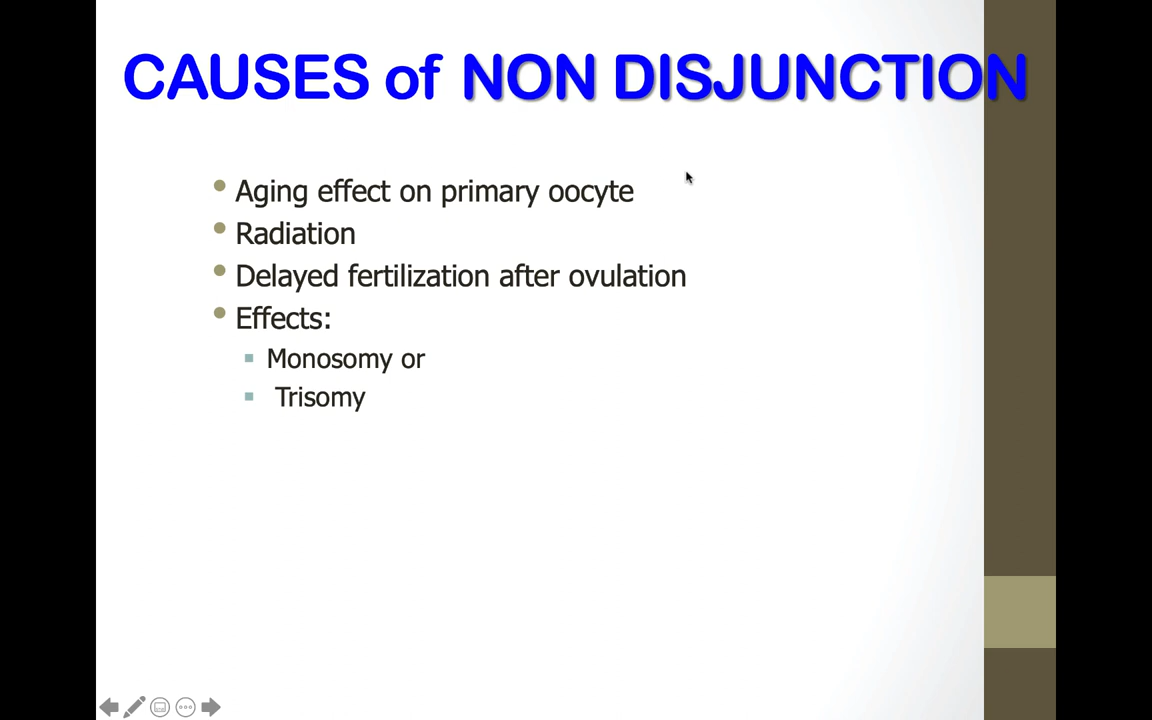 CAUSES of NON DISJUNCTION
Aging effect on primary oocyte
Radiation
Delayed fertilization after ovulation
Effects:
Monosomy or
Trisomy